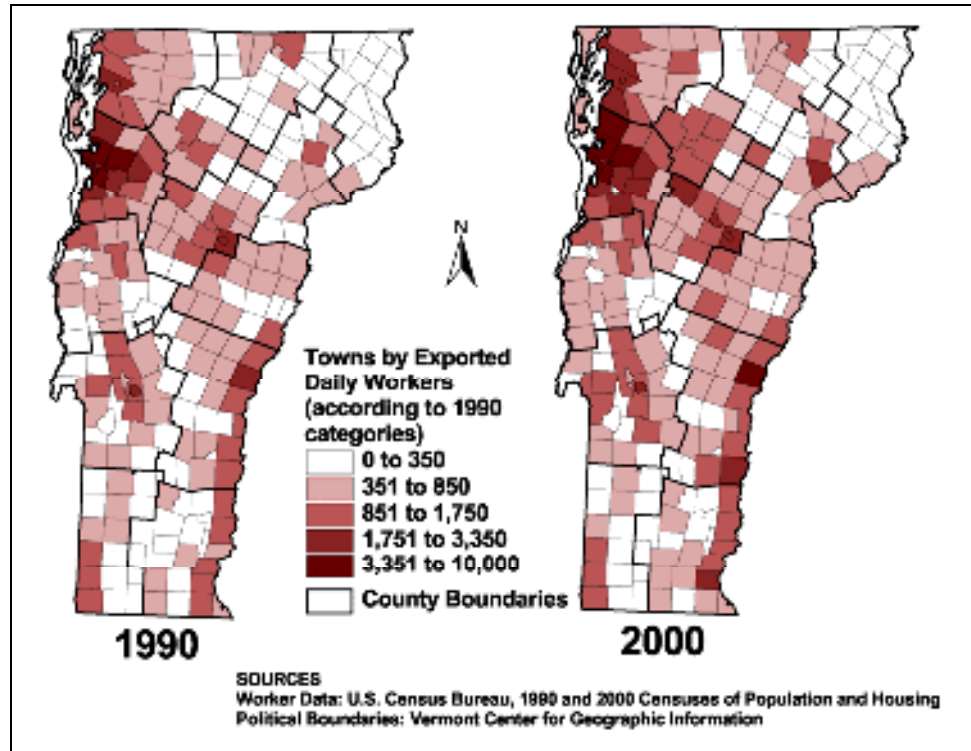 N
Towns by Exported
Daily Workers
(according to 1990
categories)
0 to 350
351 to 850
851 to 1,750
1,751 to 3,350
3,351 to 10,000
County Boundaries
1990
2000
SOURCES
Worker Data: U.S. Census Bureau, 1990 and 2000 Censuses of Population and Housing
Political Boundaries: Vermont Center for Geographic Information